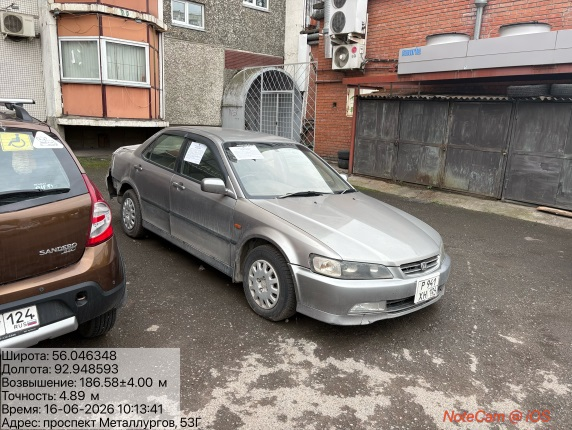 SANDERO
124
RUS
Широта: 56.046348
Долгота: 92.948593
Возвышение: 186.58±4.00 м
Точность: 4.89 м
Время: 16-06-2026 10:13:41
Адрес: проспект Металлургов, 53Г
NoteCam @ iOS